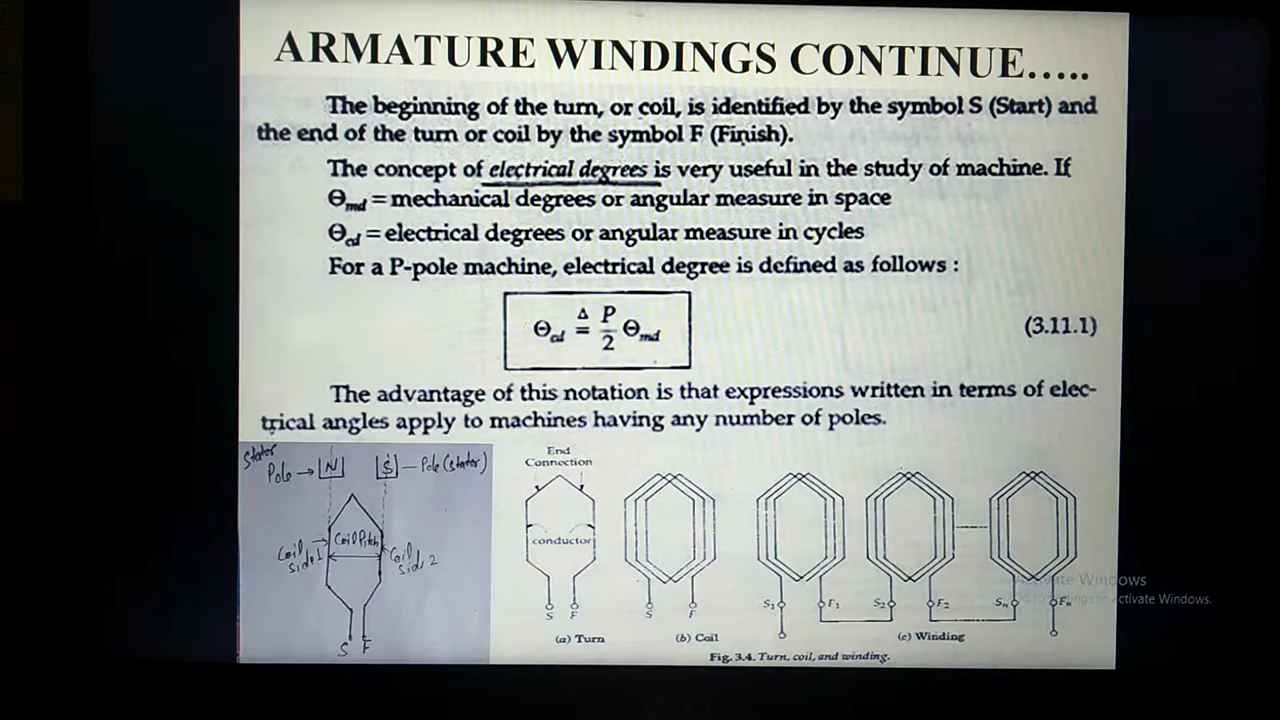 ARMATURE WINDINGS CONTINUE.....
The beginning of the turn, or coil, is identified by the symbol S (Start) and
the end of the turn or coil by the symbol F (Finish).
The concept of electrical degrees is very useful in the study of machine. If
Θmd = mechanical degrees or angular measure in space
Θed = electrical degrees or angular measure in cycles
For a P-pole machine, electrical degree is defined as follows :
Θed ≜ P/2 Θmd
(3.11.1)
The advantage of this notation is that expressions written in terms of elec-
trical angles apply to machines having any number of poles.
Stator
Pole → N S — Pole (stator)
Coil Pitch
Coil side 1
Coil side 2
S F
End
Connection
conductor
S F
(a) Turn
S F
(b) Coil
S1 F1 S2 F2 Sn Fn
(c) Winding
Fig. 3.4. Turn, coil, and winding.
Activate Windows
Go to Settings to activate Windows.